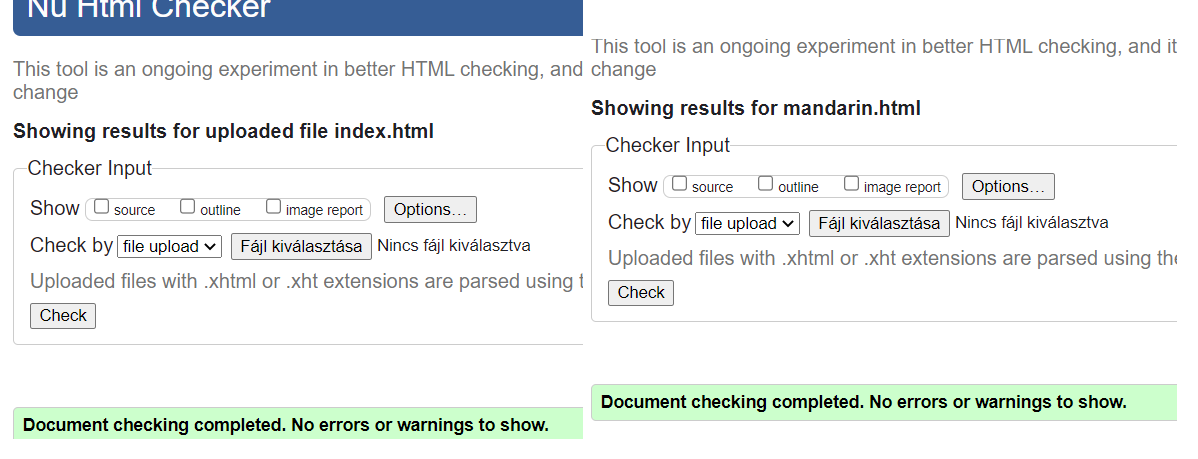 Nu Html Checker
This tool is an ongoing experiment in better HTML checking, and
change
Showing results for uploaded file index.html
Checker Input
Show source outline image report Options...
Check by file upload Fájl kiválasztása Nincs fájl kiválasztva
Uploaded files with .xhtml or .xht extensions are parsed using t
Check
Document checking completed. No errors or warnings to show.
This tool is an ongoing experiment in better HTML checking, and it
change
Showing results for mandarin.html
Checker Input
Show source outline image report Options...
Check by file upload Fájl kiválasztása Nincs fájl kiválasztva
Uploaded files with .xhtml or .xht extensions are parsed using the
Check
Document checking completed. No errors or warnings to show.